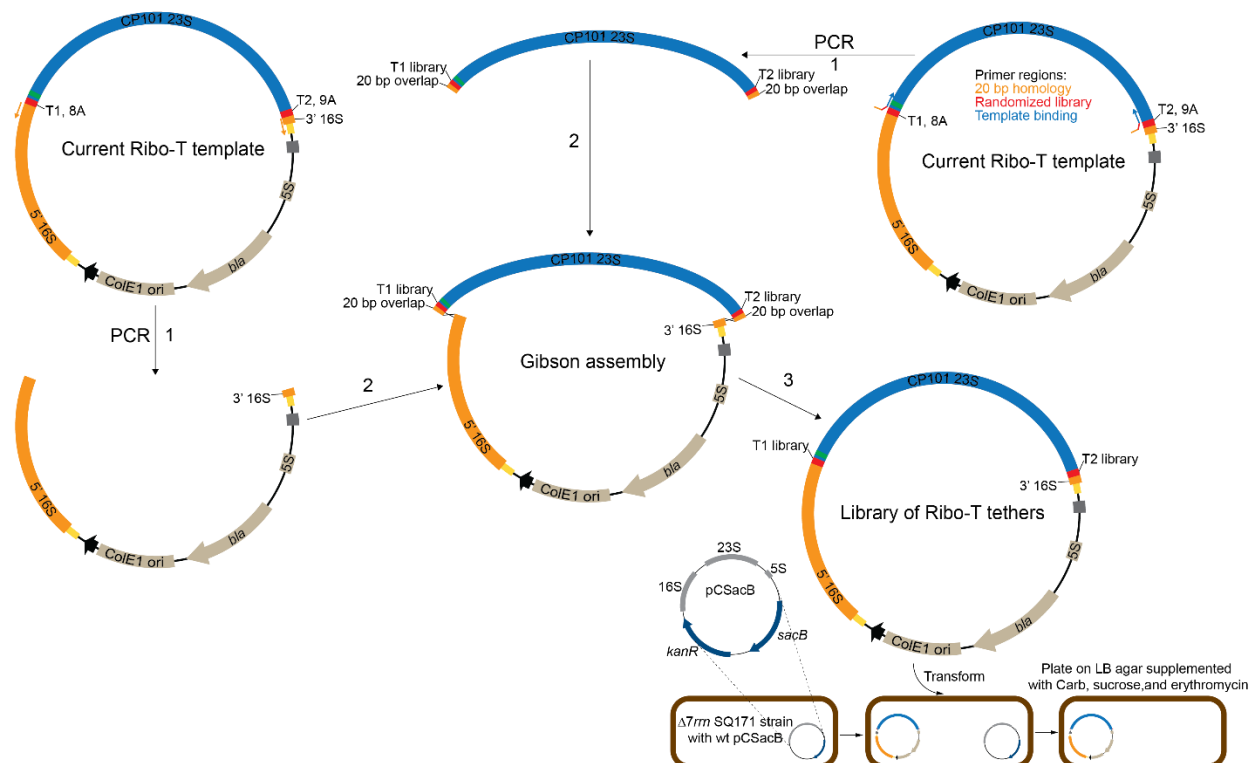 CP101 23S
T1, 8A
T2, 9A
3' 16S
Current Ribo-T template
5' 16S
ColE1 ori
bla
5S
PCR
1
3' 16S
5S
bla
ColE1 ori
5' 16S
CP101 23S
T1 library
20 bp overlap
T2 library
20 bp overlap
2
PCR
1
CP101 23S
Primer regions:
20 bp homology
Randomized library
Template binding
T1, 8A
T2, 9A
3' 16S
Current Ribo-T template
5' 16S
ColE1 ori
bla
5S
2
CP101 23S
T1 library
20 bp overlap
T2 library
20 bp overlap
3' 16S
Gibson assembly
5' 16S
ColE1 ori
bla
5S
3
CP101 23S
T1 library
T2 library
3' 16S
Library of Ribo-T tethers
5' 16S
ColE1 ori
bla
5S
23S
5S
16S
pCSacB
sacB
kanR
Transform
Plate on LB agar supplemented
with Carb, sucrose,and erythromycin
Δ7rrn SQ171 strain
with wt pCSacB